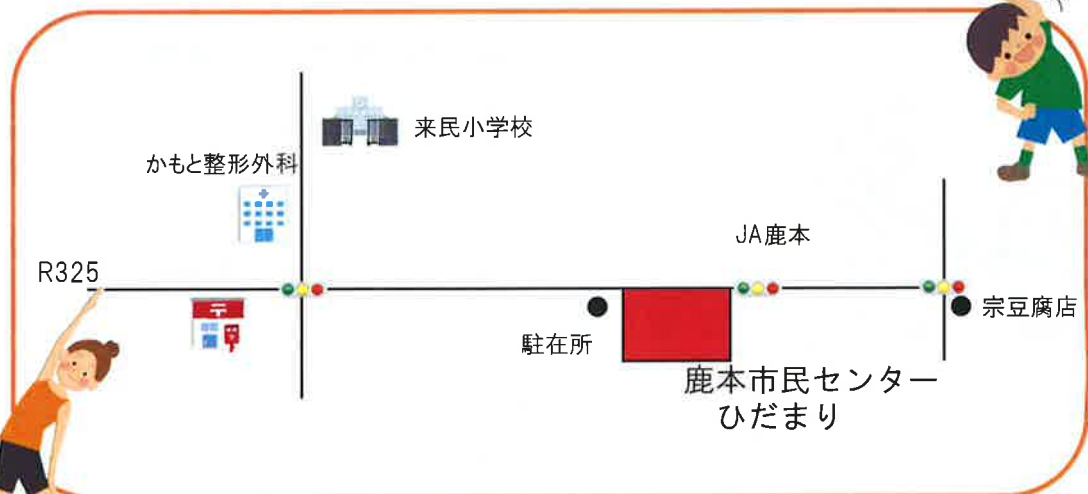 来民小学校
かもと整形外科
JA鹿本
R325
〒
宗豆腐店
駐在所
鹿本市民センター
ひだまり